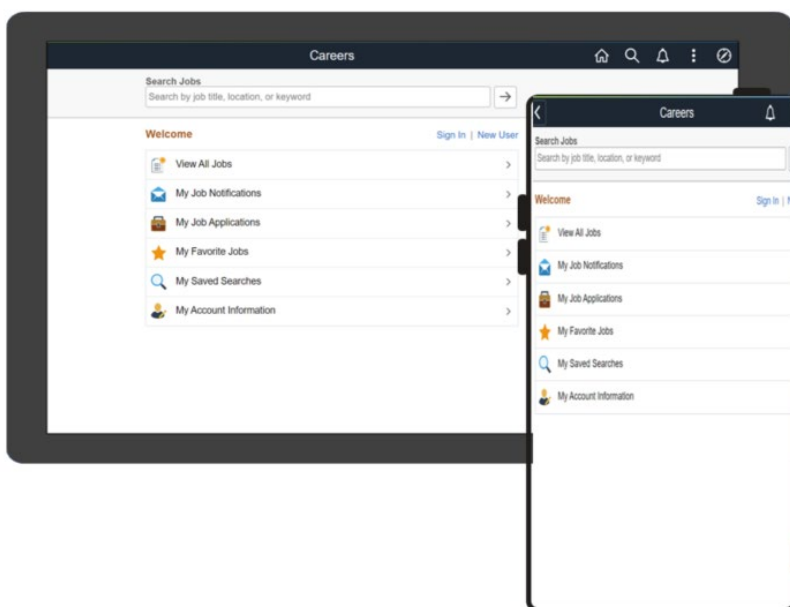 Careers
Search Jobs
Search by job title, location, or keyword
Welcome
Sign In | New User
View All Jobs
My Job Notifications
My Job Applications
My Favorite Jobs
My Saved Searches
My Account Information
Careers
Search Jobs
Search by job title, location, or keyword
Welcome
Sign In |
View All Jobs
My Job Notifications
My Job Applications
My Favorite Jobs
My Saved Searches
My Account Information